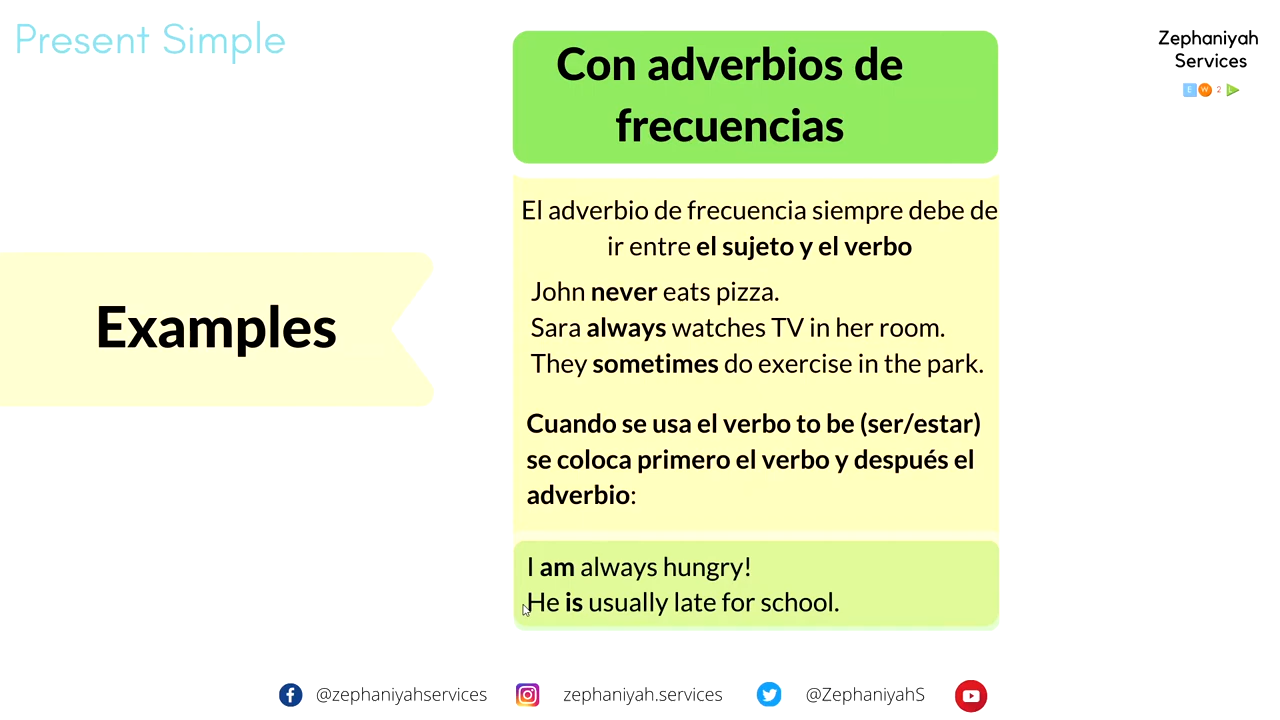 Present Simple
Zephaniyah
Services
E W 2
Con adverbios de
frecuencias
El adverbio de frecuencia siempre debe de
ir entre el sujeto y el verbo
John never eats pizza.
Sara always watches TV in her room.
They sometimes do exercise in the park.
Examples
Cuando se usa el verbo to be (ser/estar)
se coloca primero el verbo y después el
adverbio:
I am always hungry!
He is usually late for school.
@zephaniyahservices
zephaniyah.services
@ZephaniyahS